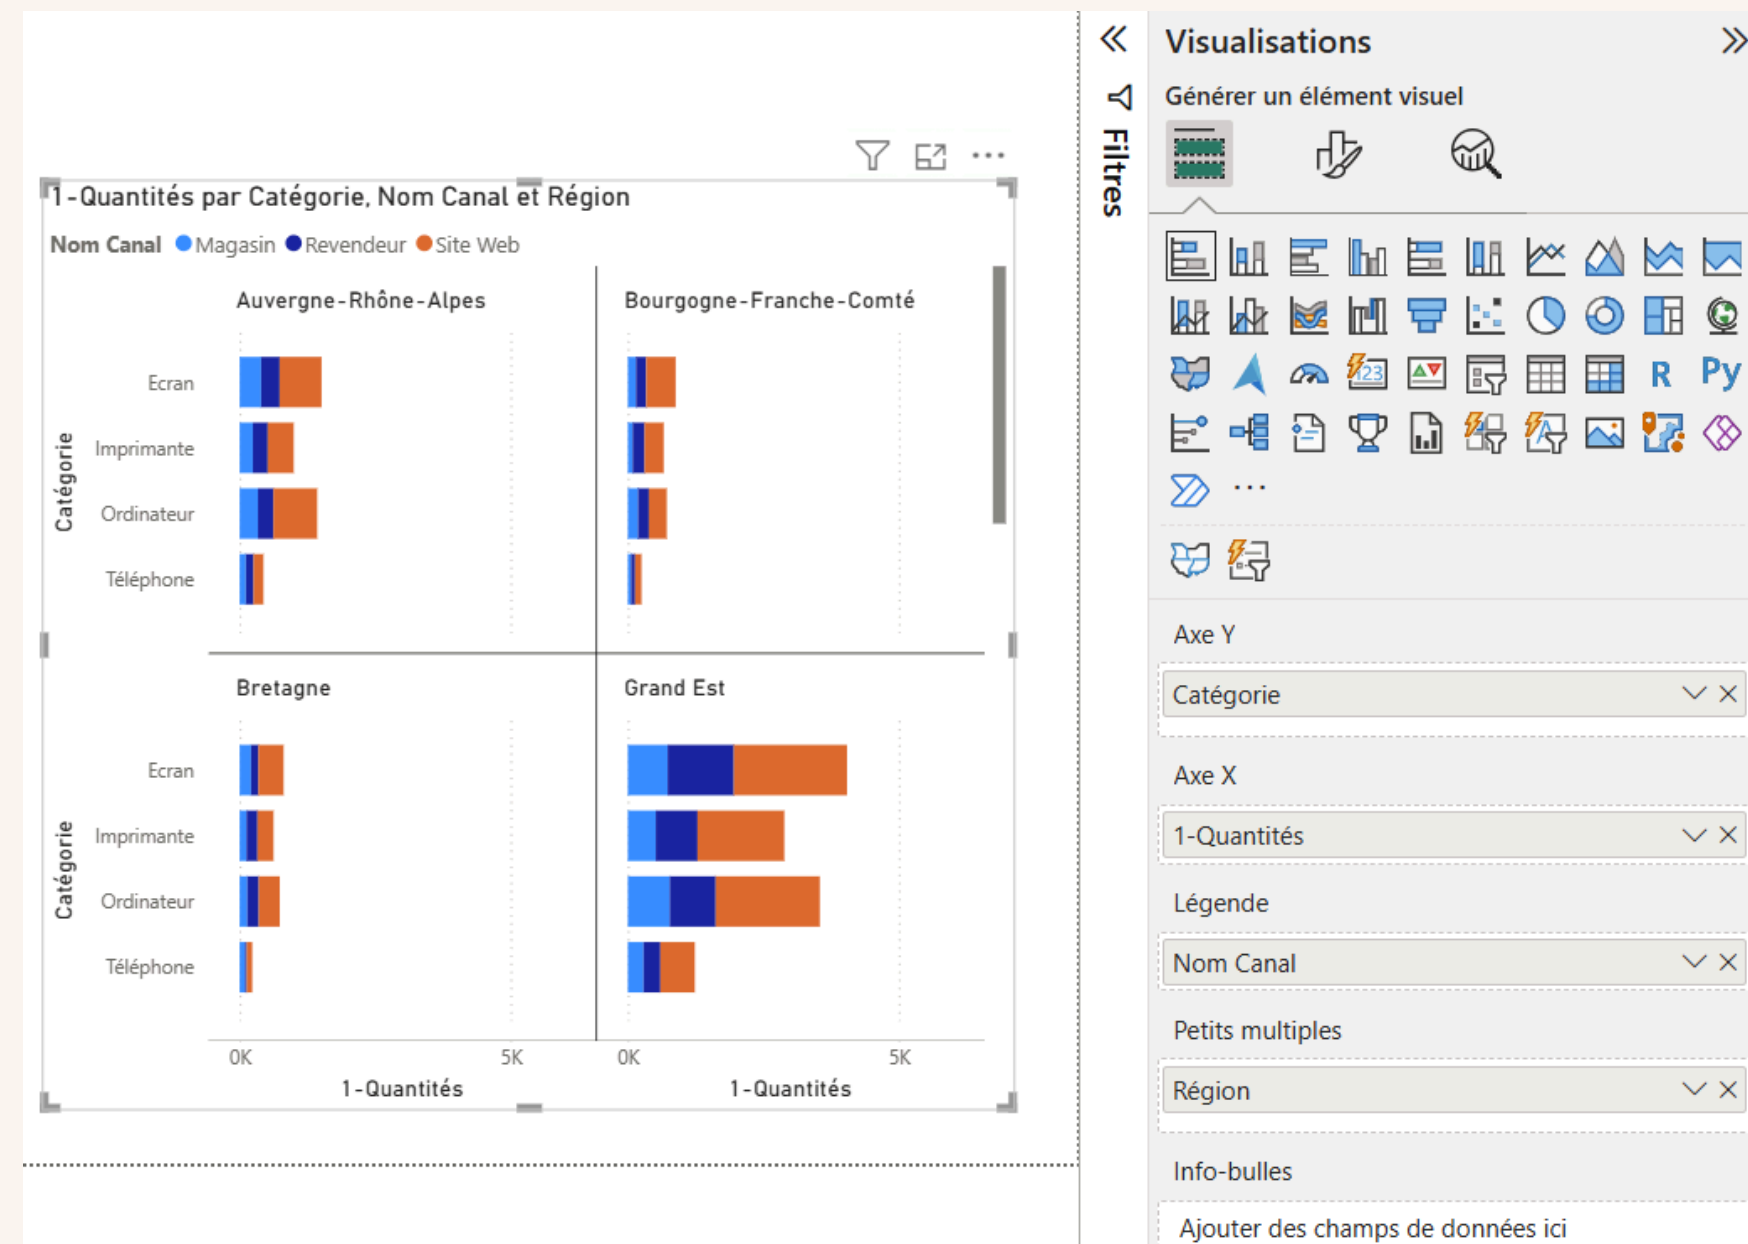 1-Quantités par Catégorie, Nom Canal et Région
Nom Canal Magasin Revendeur Site Web
Auvergne-Rhône-Alpes
Bourgogne-Franche-Comté
Catégorie
Ecran
Imprimante
Ordinateur
Téléphone
Bretagne
Grand Est
Catégorie
Ecran
Imprimante
Ordinateur
Téléphone
0K 5K 0K 5K
1-Quantités 1-Quantités
Filtres
Visualisations
Générer un élément visuel
123
R Py
Axe Y
Catégorie
Axe X
1-Quantités
Légende
Nom Canal
Petits multiples
Région
Info-bulles
Ajouter des champs de données ici